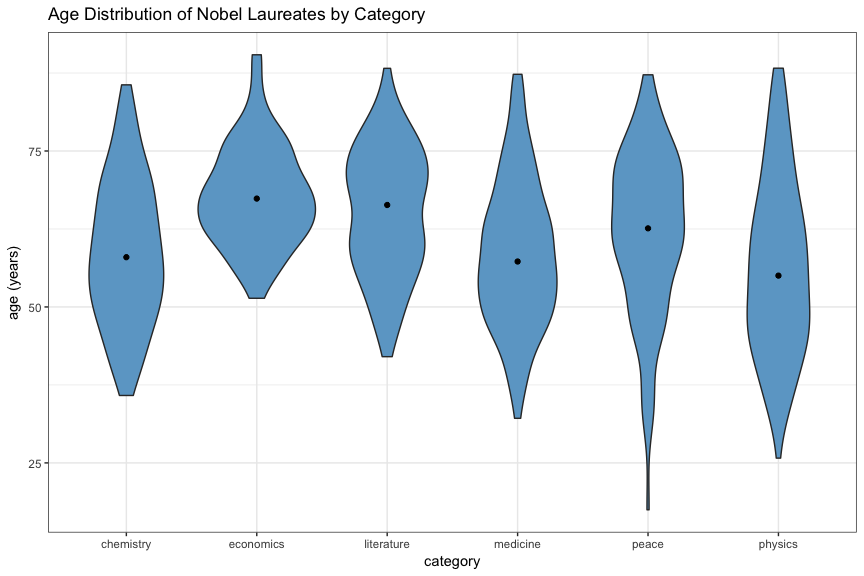 Age Distribution of Nobel Laureates by Category
age (years)
75
50
25
chemistry economics literature medicine peace physics
category